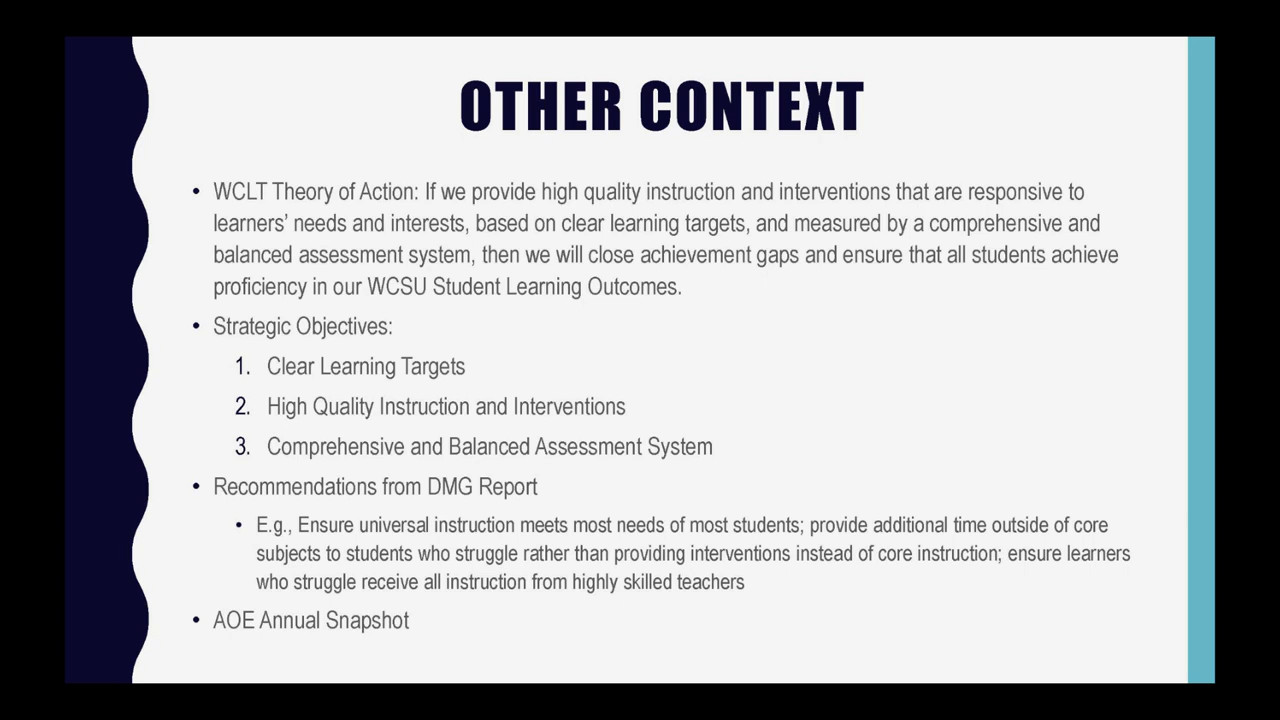 OTHER CONTEXT
• WCLT Theory of Action: If we provide high quality instruction and interventions that are responsive to
learners’ needs and interests, based on clear learning targets, and measured by a comprehensive and
balanced assessment system, then we will close achievement gaps and ensure that all students achieve
proficiency in our WCSU Student Learning Outcomes.
• Strategic Objectives:
1. Clear Learning Targets
2. High Quality Instruction and Interventions
3. Comprehensive and Balanced Assessment System
• Recommendations from DMG Report
• E.g., Ensure universal instruction meets most needs of most students; provide additional time outside of core
subjects to students who struggle rather than providing interventions instead of core instruction; ensure learners
who struggle receive all instruction from highly skilled teachers
• AOE Annual Snapshot